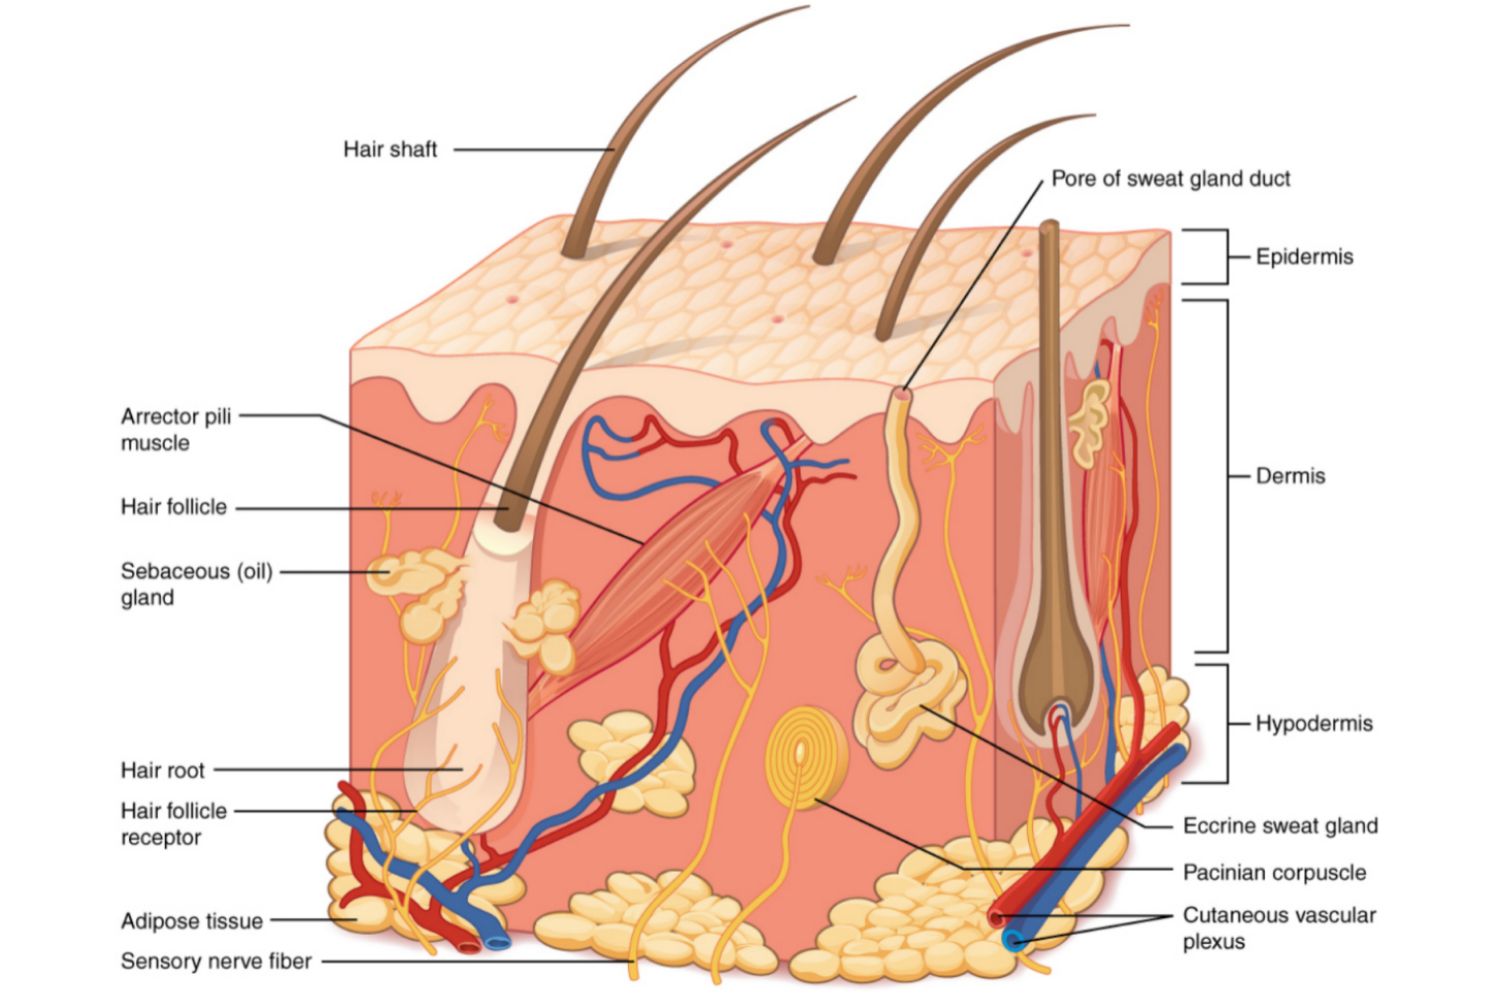 Hair shaft
Pore of sweat gland duct
Epidermis
Arrector pili
muscle
Dermis
Hair follicle
Sebaceous (oil)
gland
Hypodermis
Hair root
Hair follicle
receptor
Eccrine sweat gland
Pacinian corpuscle
Adipose tissue
Cutaneous vascular
plexus
Sensory nerve fiber